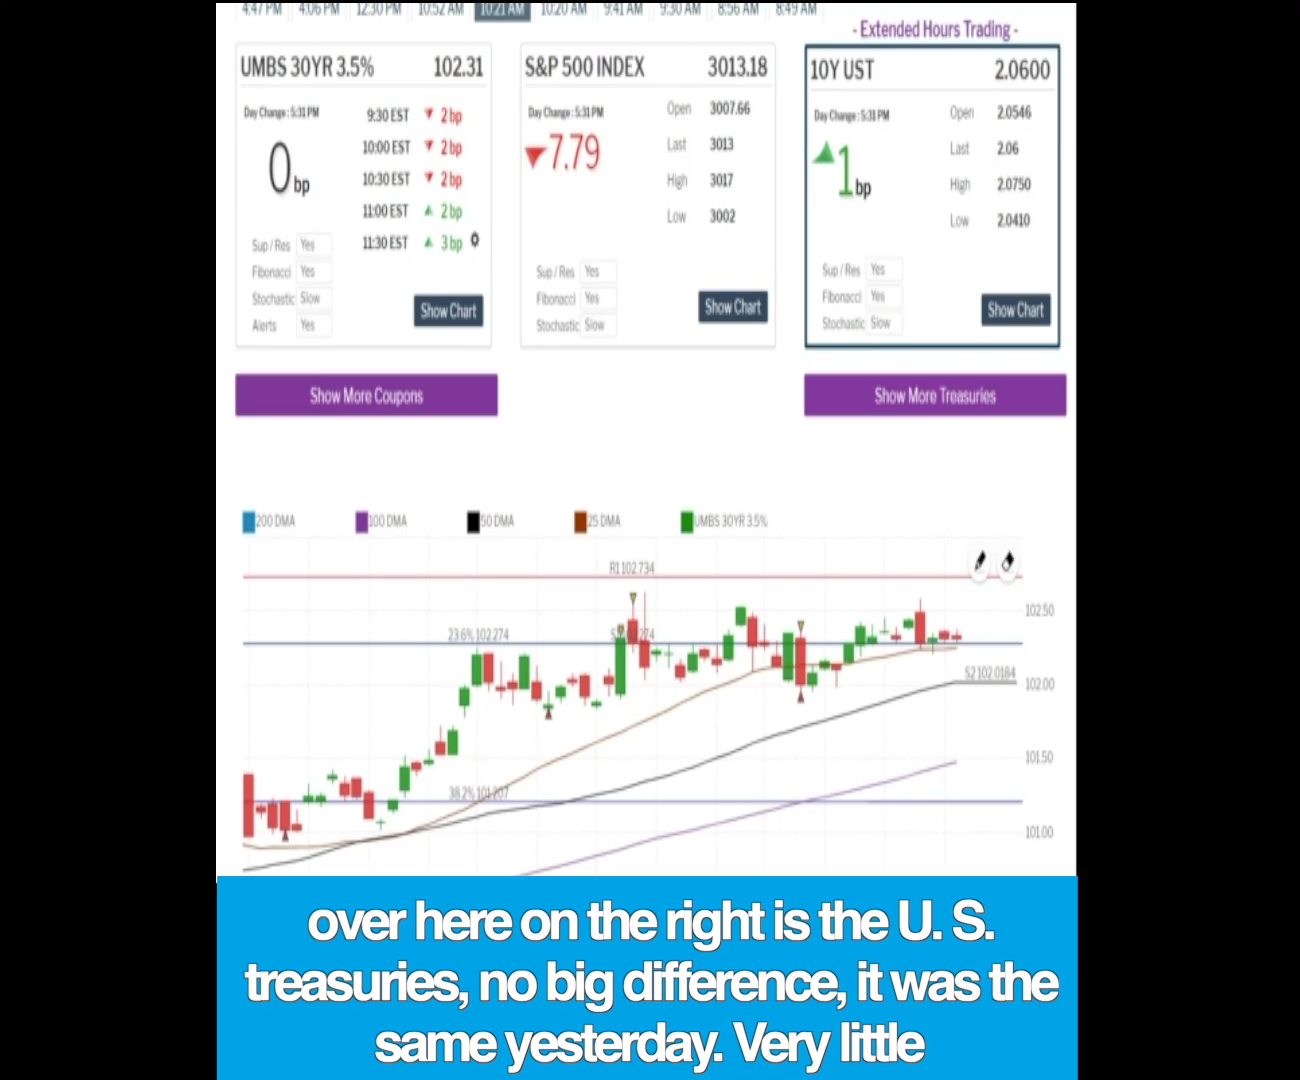 4:47 PM 4:06 PM 12:30 PM 10:52 AM 10:21 AM 10:20 AM 9:41 AM 9:30 AM 8:56 AM 8:49 AM
- Extended Hours Trading -
UMBS 30YR 3.5% 102.31
Day Change : 5:31 PM
0 bp
9:30 EST ▼ 2 bp
10:00 EST ▼ 2 bp
10:30 EST ▼ 2 bp
11:00 EST ▲ 2 bp
11:30 EST ▲ 3 bp
Sup / Res Yes
Fibonacci Yes
Stochastic Slow
Alerts Yes
Show Chart
S&P 500 INDEX 3013.18
Day Change : 5:31 PM
▼7.79
Open 3007.66
Last 3013
High 3017
Low 3002
Sup / Res Yes
Fibonacci Yes
Stochastic Slow
Show Chart
10Y UST 2.0600
Day Change : 5:31 PM
▲1 bp
Open 2.0546
Last 2.06
High 2.0750
Low 2.0410
Sup / Res Yes
Fibonacci Yes
Stochastic Slow
Show Chart
Show More Coupons
Show More Treasuries
200 DMA 100 DMA 50 DMA 25 DMA UMBS 30YR 3.5%
R1 102.734
102.50
23.6% 102.274
S2 102.0184
102.00
101.50
38.2%
101.00
over here on the right is the U. S.
treasuries, no big difference, it was the
same yesterday. Very little